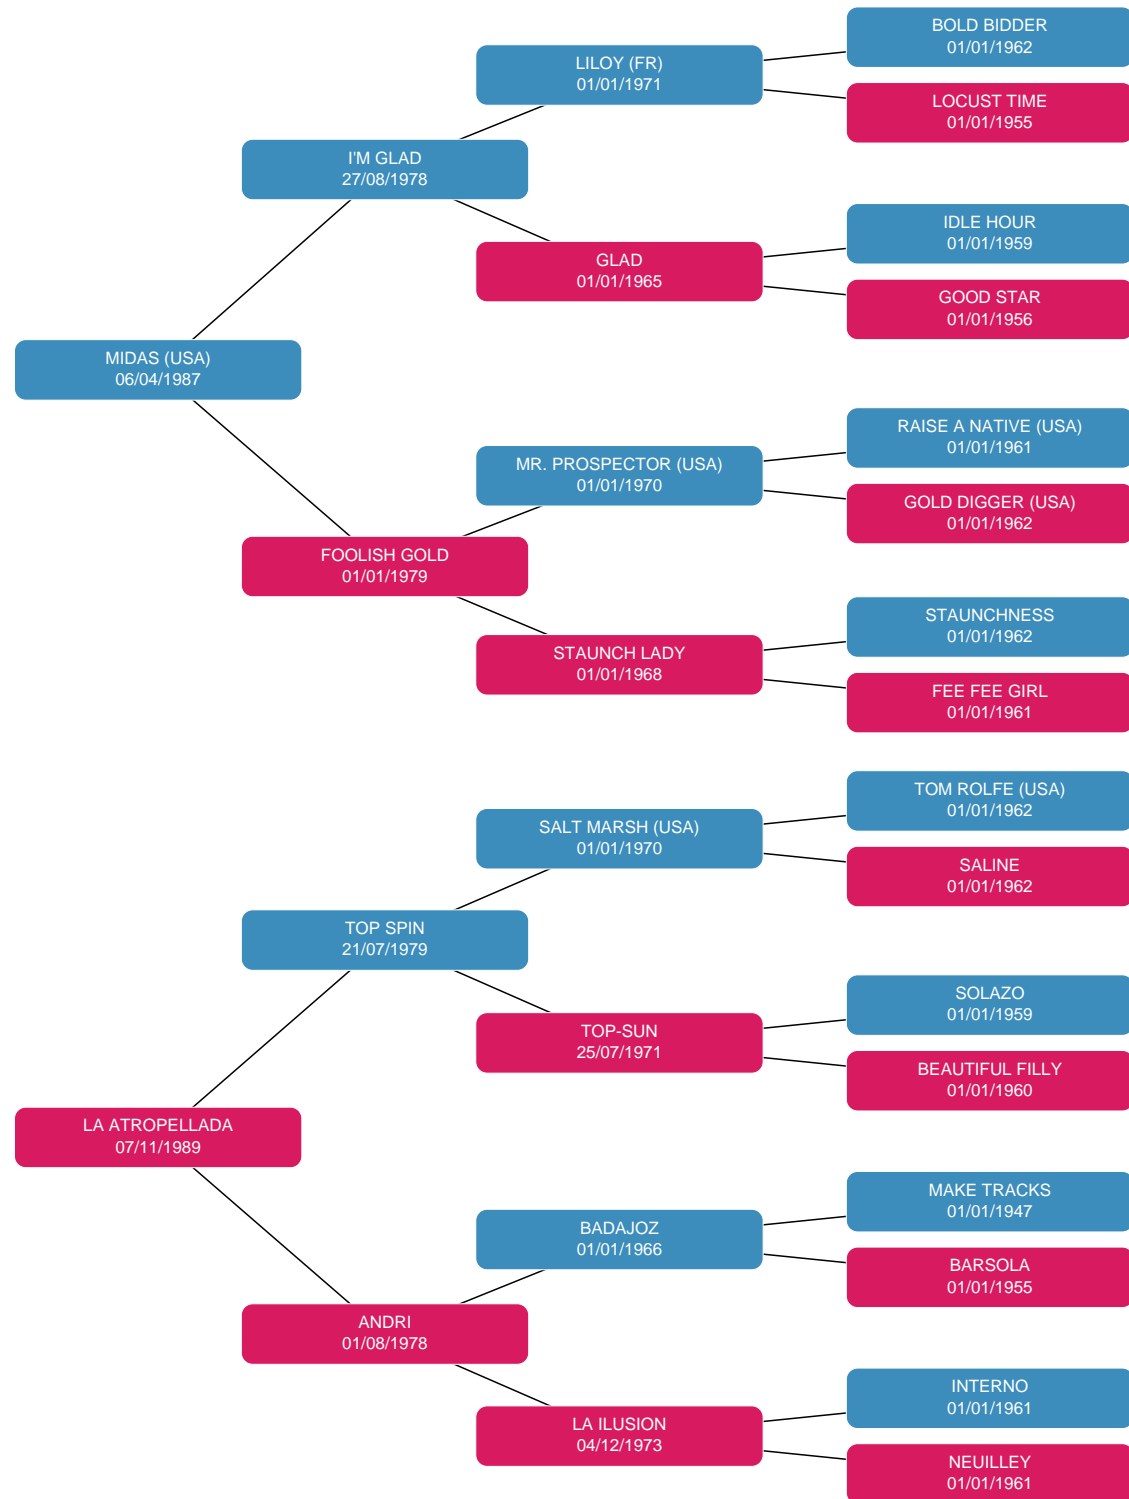 BOLD BIDDER
01/01/1962
LILOY (FR)
01/01/1971
LOCUST TIME
01/01/1955
I'M GLAD
27/08/1978
IDLE HOUR
01/01/1959
GLAD
01/01/1965
GOOD STAR
01/01/1956
MIDAS (USA)
06/04/1987
RAISE A NATIVE (USA)
01/01/1961
MR. PROSPECTOR (USA)
01/01/1970
GOLD DIGGER (USA)
01/01/1962
FOOLISH GOLD
01/01/1979
STAUNCHNESS
01/01/1962
STAUNCH LADY
01/01/1968
FEE FEE GIRL
01/01/1961
TOM ROLFE (USA)
01/01/1962
SALT MARSH (USA)
01/01/1970
SALINE
01/01/1962
TOP SPIN
21/07/1979
SOLAZO
01/01/1959
TOP-SUN
25/07/1971
BEAUTIFUL FILLY
01/01/1960
LA ATROPELLADA
07/11/1989
MAKE TRACKS
01/01/1947
BADAJOZ
01/01/1966
BARSOLA
01/01/1955
ANDRI
01/08/1978
INTERNO
01/01/1961
LA ILUSION
04/12/1973
NEUILLEY
01/01/1961